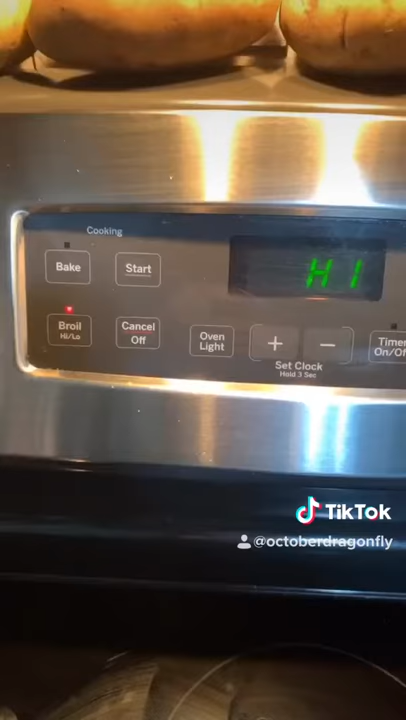 Cooking
Bake
Start
HI
Broil
Hi/Lo
Cancel
Off
Oven
Light
+
−
Set Clock
Hold 3 Sec
Timer
On/Of
TikTok
@octoberdragonfly